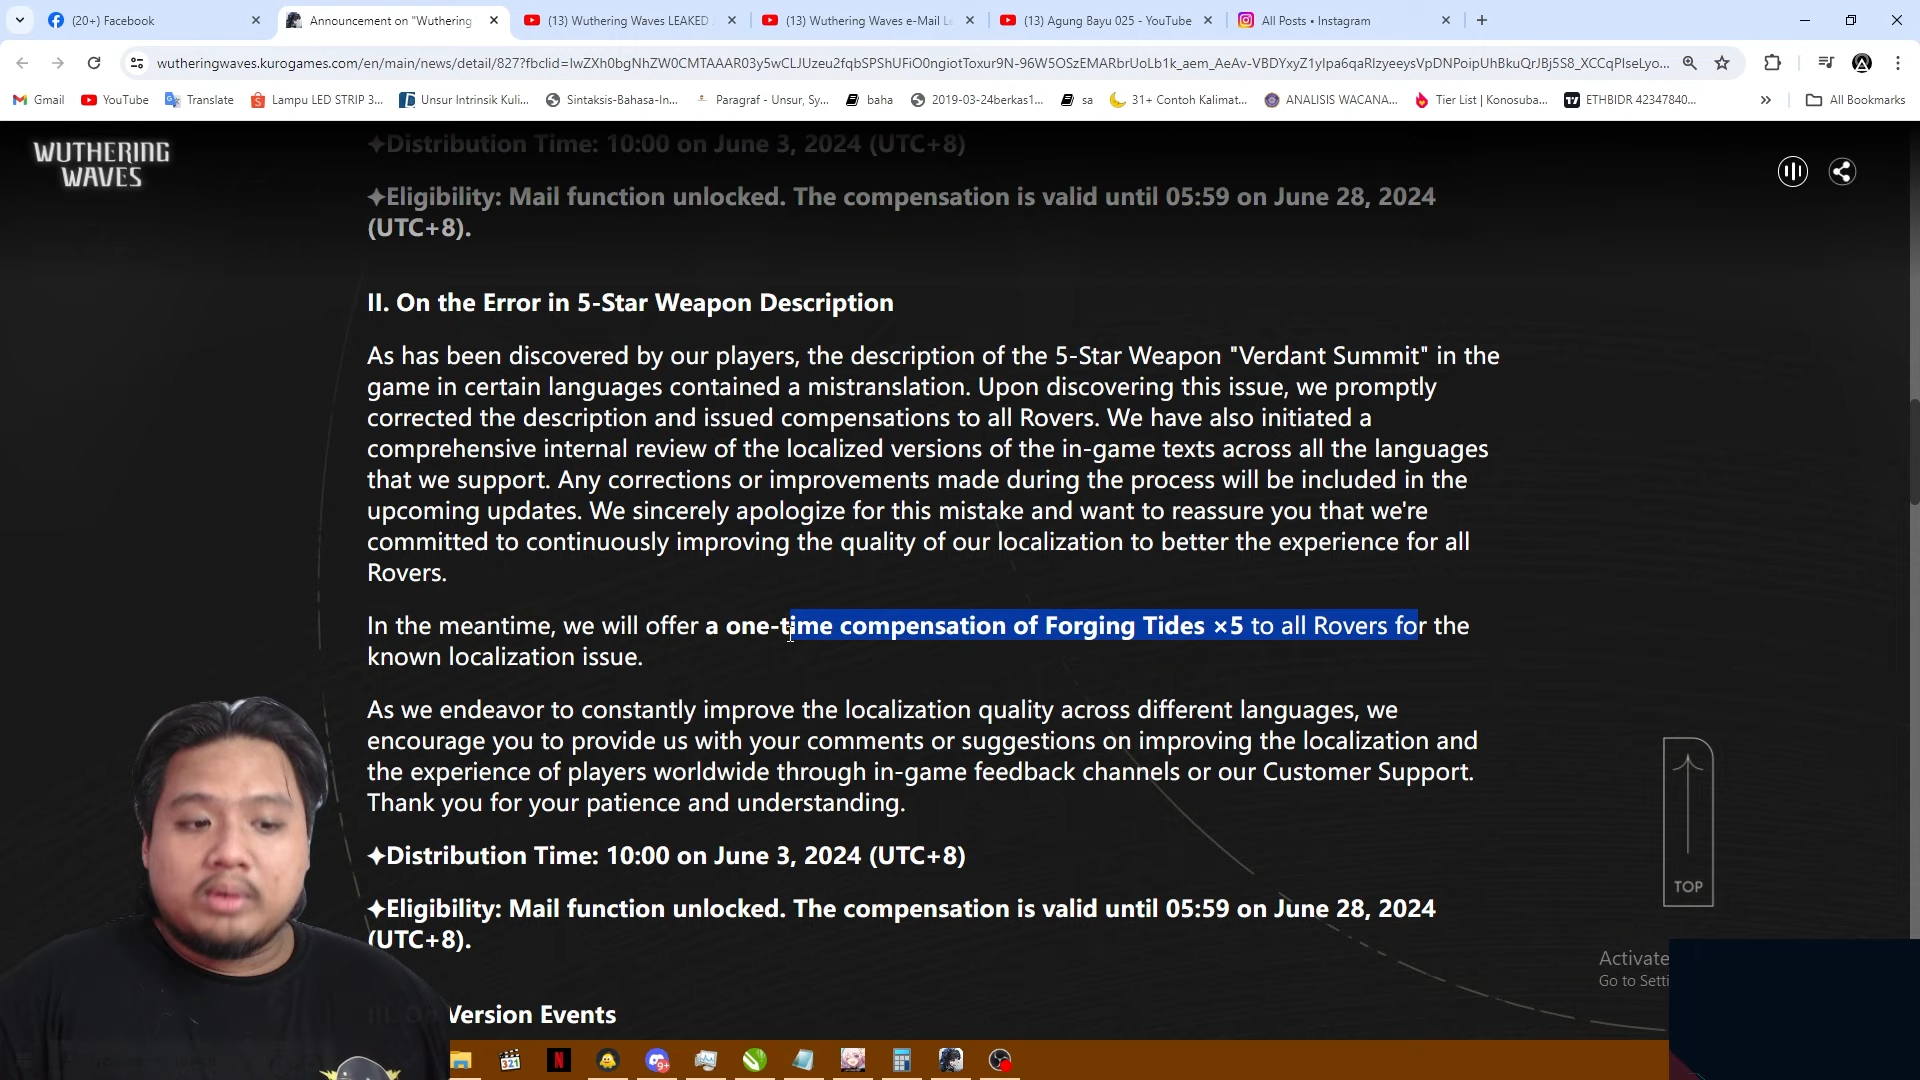 (20+) Facebook
Announcement on "Wuthering
(13) Wuthering Waves LEAKED
(13) Wuthering Waves e-Mail Le
(13) Agung Bayu 025 - YouTube
All Posts • Instagram
wutheringwaves.kurogames.com/en/main/news/detail/827?fbclid=IwZXh0bgNhZW0CMTAAAR03y5wCLJUzeu2fqbSPShUFiO0ngiotToxur9N-96W5OSzEMARbrUoLb1k_aem_AeAv-VBDYxyZ1yIpa6qaRlzyeeysVpDNPoipUhBkuQrJBj5S8_XCCqPIseLyo...
Gmail
YouTube
Translate
Lampu LED STRIP 3...
Unsur Intrinsik Kuli...
Sintaksis-Bahasa-In...
Paragraf - Unsur, Sy...
baha
2019-03-24berkas1...
sa
31+ Contoh Kalimat...
ANALISIS WACANA...
Tier List | Konosuba...
ETHBIDR 42347840...
All Bookmarks
WUTHERING
WAVES
✦Distribution Time: 10:00 on June 3, 2024 (UTC+8)
✦Eligibility: Mail function unlocked. The compensation is valid until 05:59 on June 28, 2024
(UTC+8).
II. On the Error in 5-Star Weapon Description
As has been discovered by our players, the description of the 5-Star Weapon "Verdant Summit" in the
game in certain languages contained a mistranslation. Upon discovering this issue, we promptly
corrected the description and issued compensations to all Rovers. We have also initiated a
comprehensive internal review of the localized versions of the in-game texts across all the languages
that we support. Any corrections or improvements made during the process will be included in the
upcoming updates. We sincerely apologize for this mistake and want to reassure you that we're
committed to continuously improving the quality of our localization to better the experience for all
Rovers.
In the meantime, we will offer a one-time compensation of Forging Tides ×5 to all Rovers for the
known localization issue.
As we endeavor to constantly improve the localization quality across different languages, we
encourage you to provide us with your comments or suggestions on improving the localization and
the experience of players worldwide through in-game feedback channels or our Customer Support.
Thank you for your patience and understanding.
✦Distribution Time: 10:00 on June 3, 2024 (UTC+8)
✦Eligibility: Mail function unlocked. The compensation is valid until 05:59 on June 28, 2024
(UTC+8).
TOP
Activate
Go to Setti
Version Events
321
9+